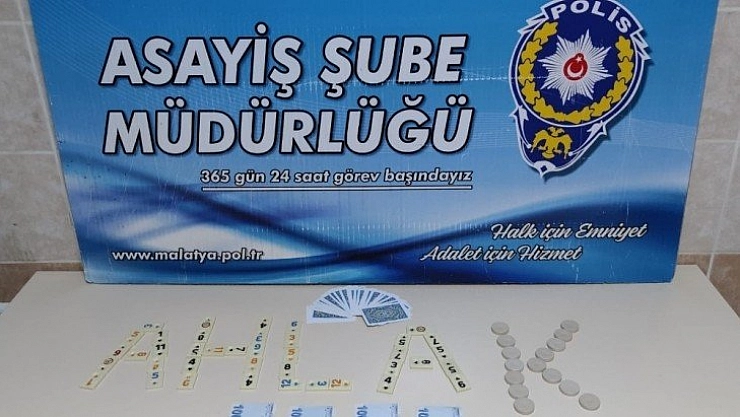 POLİS
ASAYİŞ ŞUBE
MÜDÜRLÜĞÜ
365 gün 24 saat görev başındayız
Halk için Emniyet
Adalet için Hizmet
www.malatya.pol.tr
AHLAK